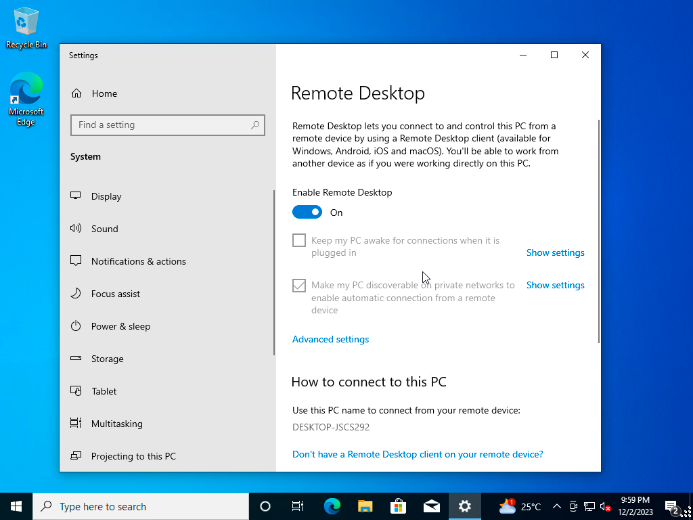 Recycle Bin
Microsoft
Edge
Settings
Home
Find a setting
System
Display
Sound
Notifications & actions
Focus assist
Power & sleep
Storage
Tablet
Multitasking
Projecting to this PC
Remote Desktop
Remote Desktop lets you connect to and control this PC from a
remote device by using a Remote Desktop client (available for
Windows, Android, iOS and macOS). You'll be able to work from
another device as if you were working directly on this PC.
Enable Remote Desktop
On
Keep my PC awake for connections when it is
plugged in
Show settings
Make my PC discoverable on private networks to
enable automatic connection from a remote
device
Show settings
Advanced settings
How to connect to this PC
Use this PC name to connect from your remote device:
DESKTOP-JSCS292
Don't have a Remote Desktop client on your remote device?
Type here to search
25°C
9:59 PM
12/2/2023
2